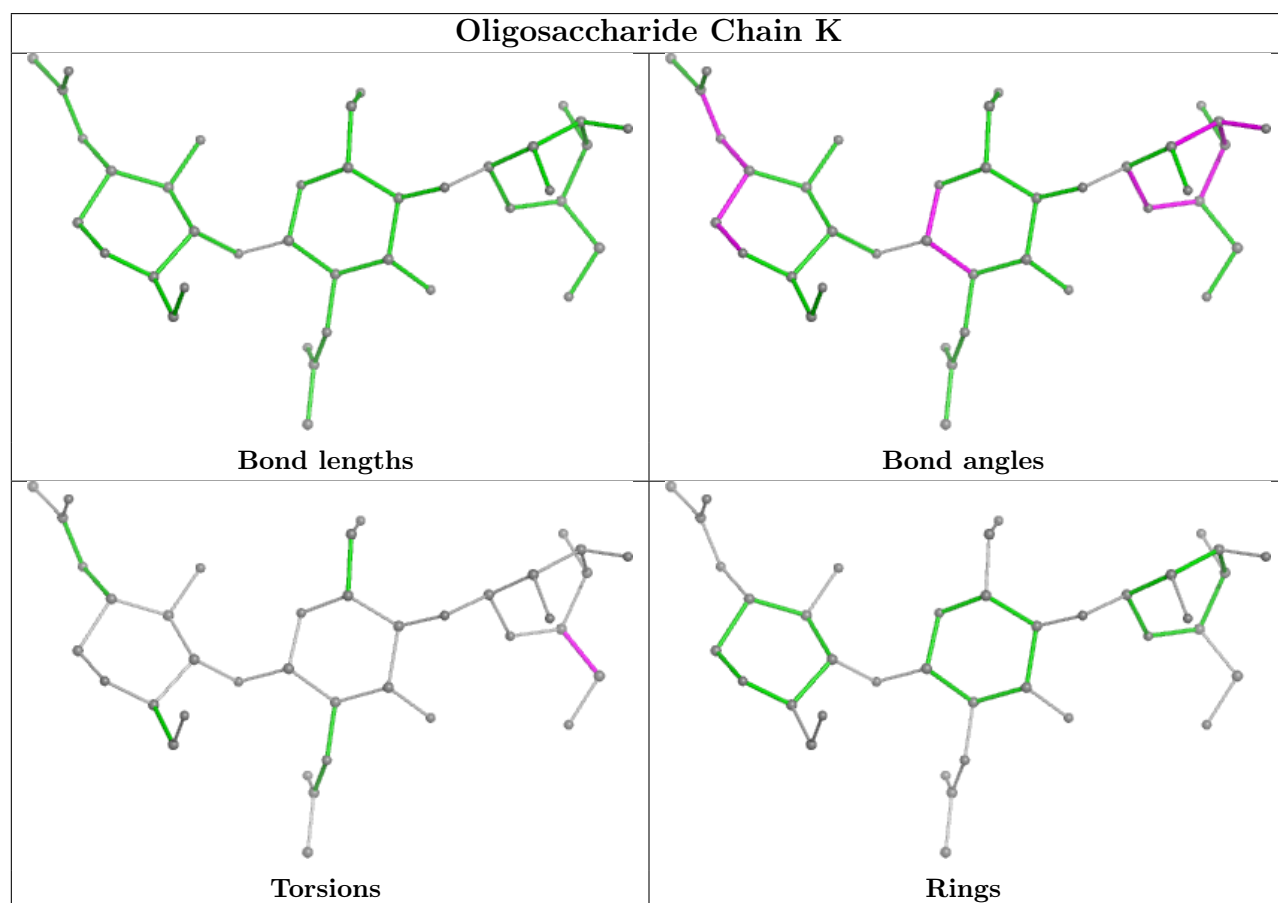 Oligosaccharide Chain K
Bond lengths
Bond angles
Torsions
Rings